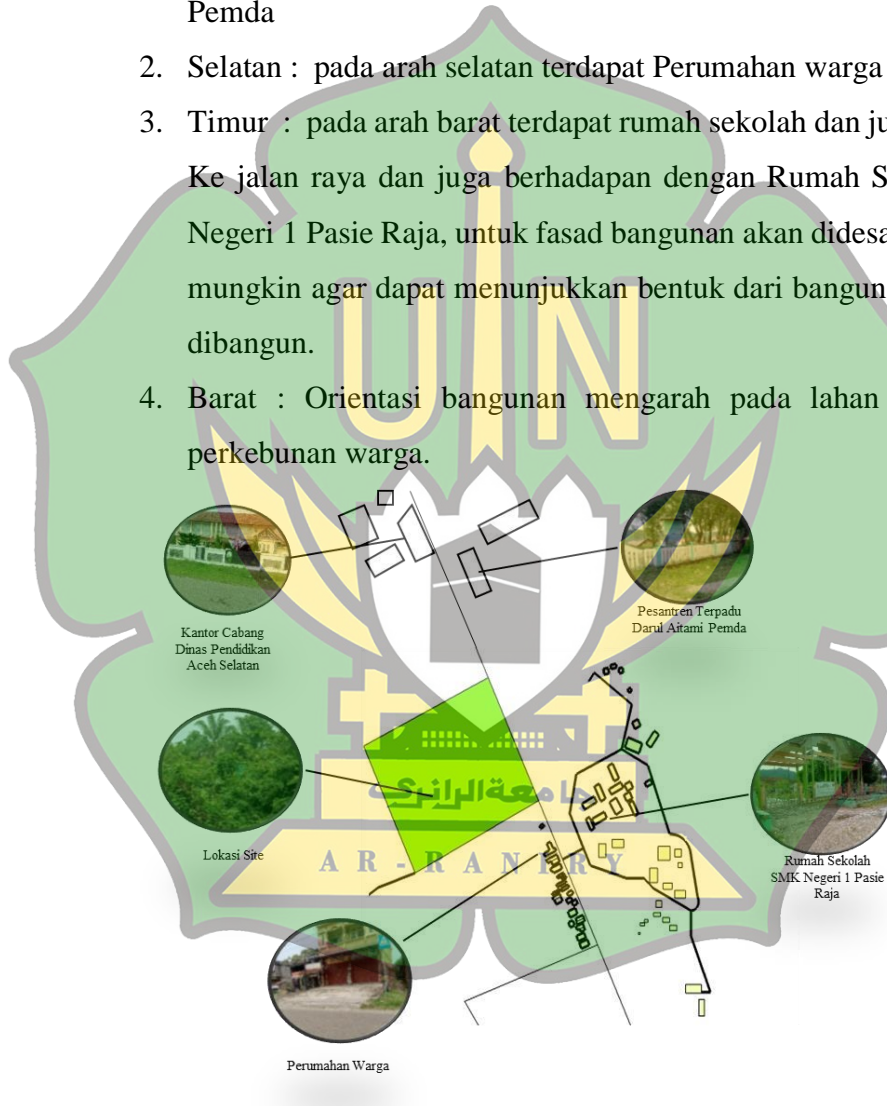 Pemda
2. Selatan : pada arah selatan terdapat Perumahan warga
3. Timur : pada arah barat terdapat rumah sekolah dan
Ke jalan raya dan juga berhadapan dengan Rumah
Negeri 1 Pasie Raja, untuk fasad bangunan akan
mungkin agar dapat menunjukkan bentuk dari
dibangun.
4. Barat : Orientasi bangunan mengarah pada lahan
perkebunan warga.
UIN
Kantor Cabang
Dinas Pendidikan
Aceh Selatan
Pesantren Terpadu
Darul Aitami Pemda
جامعة الرانري
Lokasi Site
AR-RANIRY
Rumah Sekolah
SMK Negeri 1 Pasie
Raja
Perumahan Warga